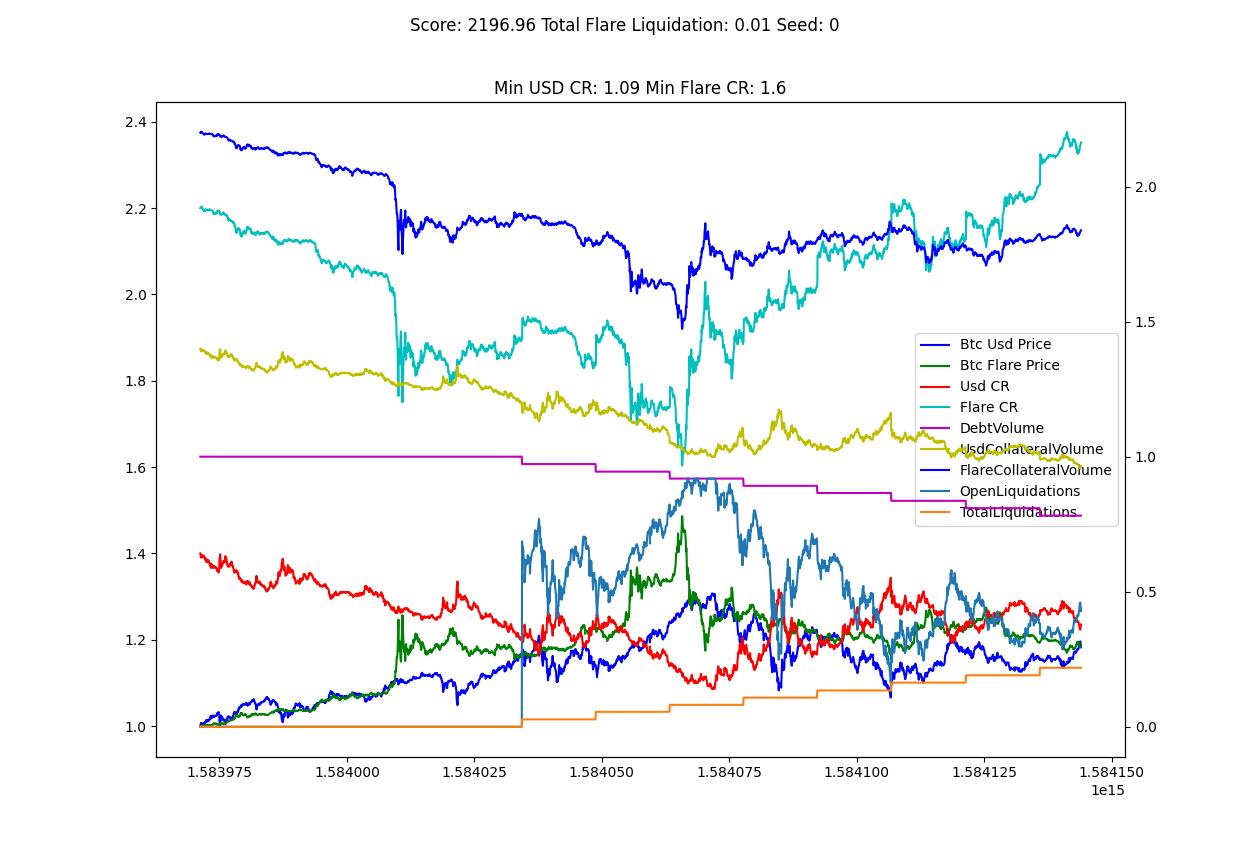 Score: 2196.96 Total Flare Liquidation: 0.01 Seed: 0
Min USD CR: 1.09 Min Flare CR: 1.6
2.4
2.2
2.0
1.8
1.6
1.4
1.2
1.0
2.0
1.5
1.0
0.5
0.0
Btc Usd Price
Btc Flare Price
Usd CR
Flare CR
DebtVolume
UsdCollateralVolume
FlareCollateralVolume
OpenLiquidations
TotalLiquidations
1.583975 1.584000 1.584025 1.584050 1.584075 1.584100 1.584125 1.584150
1e15